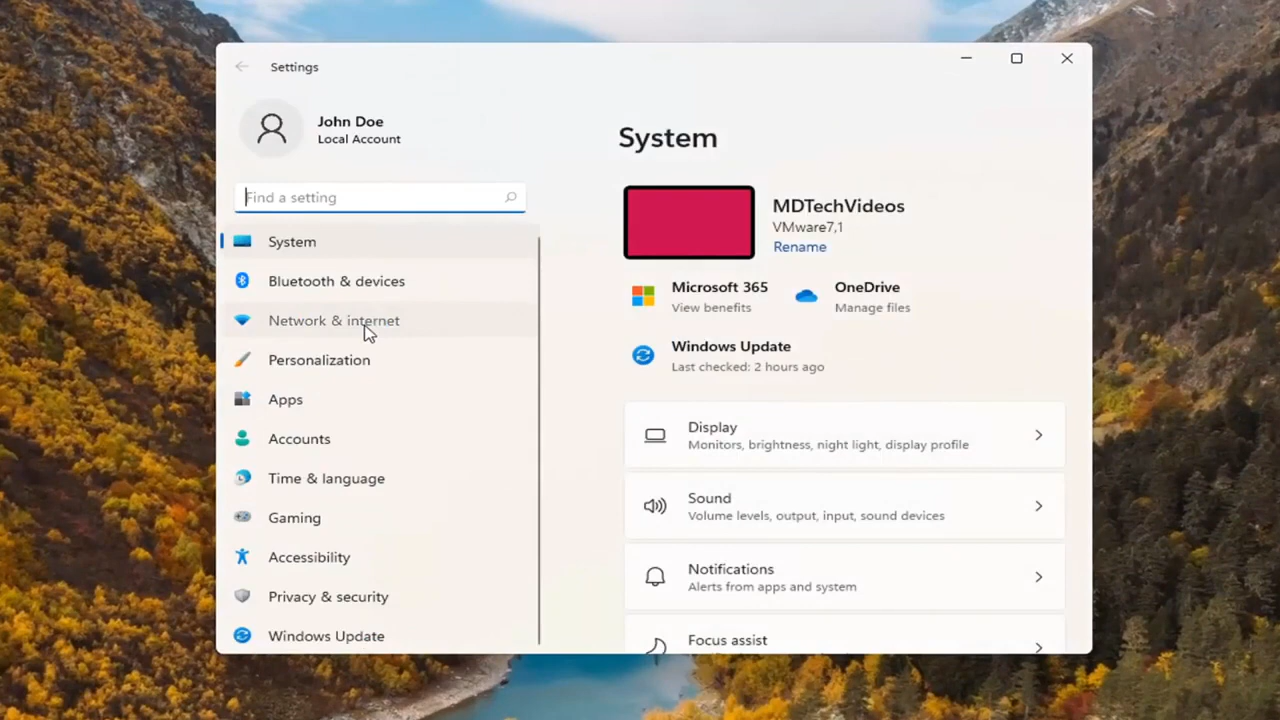 Settings
John Doe
Local Account
Find a setting
System
Bluetooth & devices
Network & internet
Personalization
Apps
Accounts
Time & language
Gaming
Accessibility
Privacy & security
Windows Update
System
MDTechVideos
VMware7,1
Rename
Microsoft 365
View benefits
OneDrive
Manage files
Windows Update
Last checked: 2 hours ago
Display
Monitors, brightness, night light, display profile
Sound
Volume levels, output, input, sound devices
Notifications
Alerts from apps and system
Focus assist